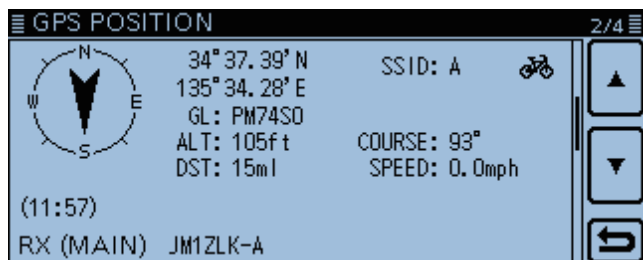 GPS POSITION 2/4
N
W E
S
34°37.39'N
135°34.28'E
GL: PM74SO
ALT: 105ft
DST: 15ml
SSID: A
COURSE: 93°
SPEED: 0.0mph
(11:57)
RX (MAIN) JM1ZLK-A